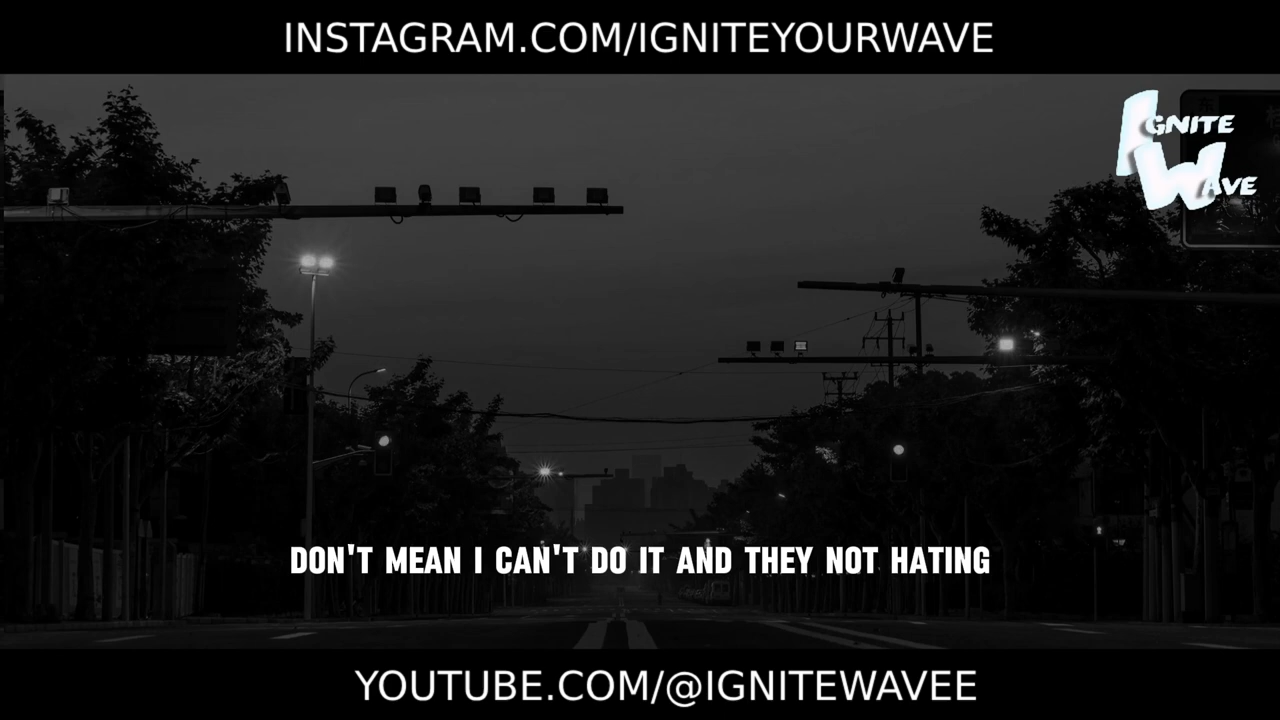 INSTAGRAM.COM/IGNITEYOURWAVE
IGNITE
WAVE
DON'T MEAN I CAN'T DO IT AND THEY NOT HATING
YOUTUBE.COM/@IGNITEWAVEE